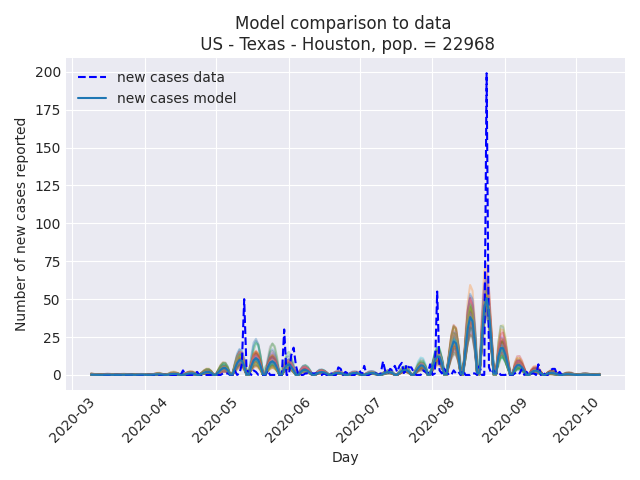 Model comparison to data
US - Texas - Houston, pop. = 22968
new cases data
new cases model
Number of new cases reported
200
175
150
125
100
75
50
25
0
2020-03
2020-04
2020-05
2020-06
2020-07
2020-08
2020-09
2020-10
Day